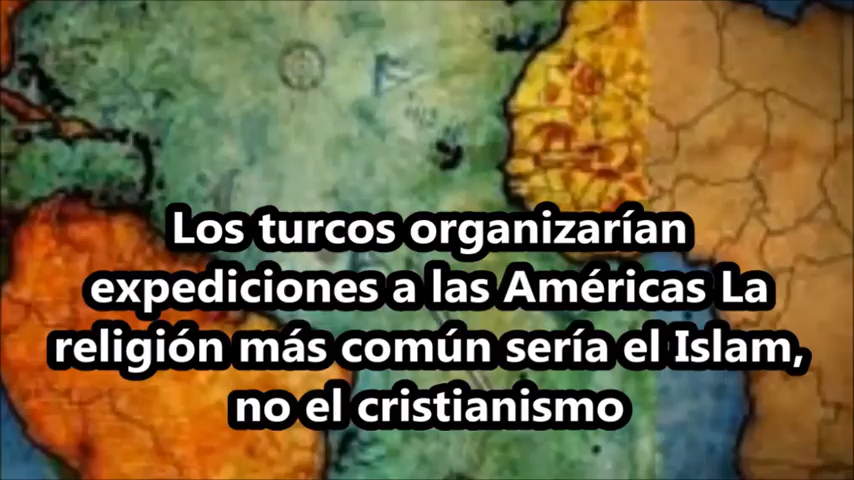 Los turcos organizarían
expediciones a las Américas La
religión más común sería el Islam,
no el cristianismo